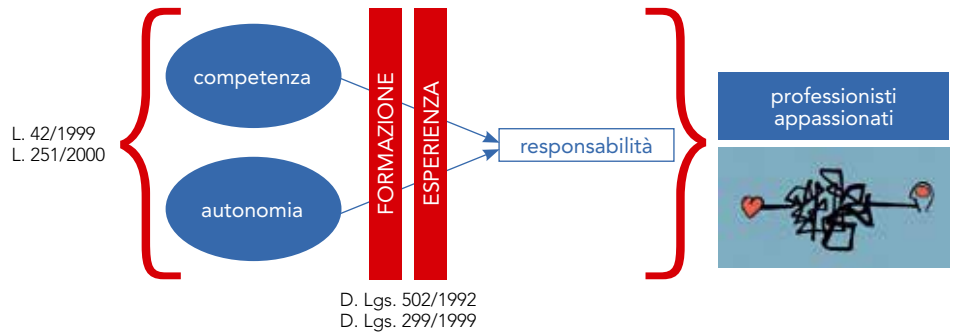 L. 42/1999
L. 251/2000
competenza
autonomia
FORMAZIONE
ESPERIENZA
D. Lgs. 502/1992
D. Lgs. 299/1999
responsabilità
professionisti
appassionati